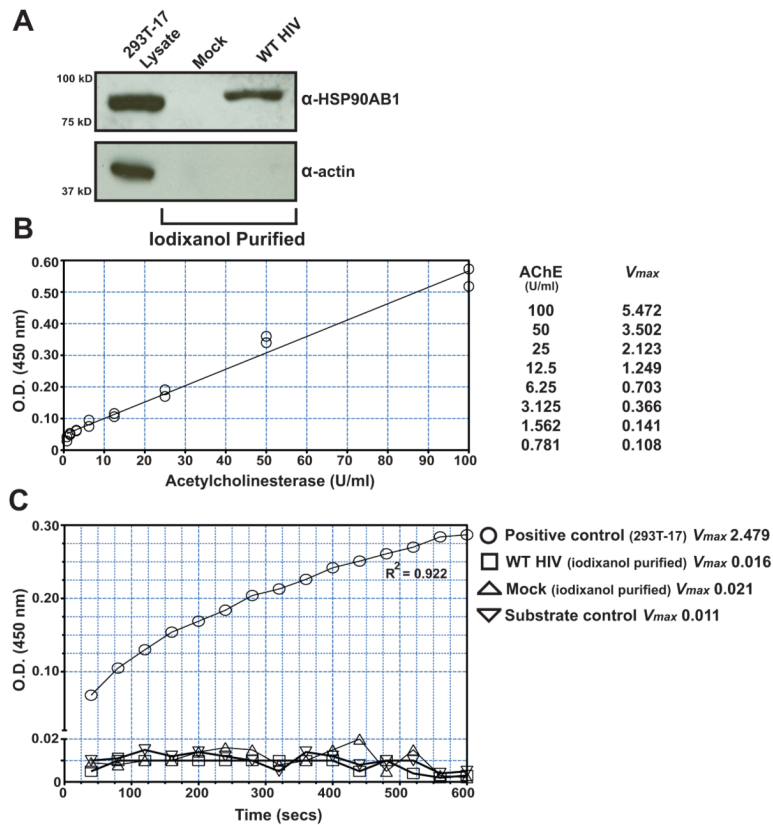 A
293T-17 Lysate
Mock
WT HIV
100 kD
75 kD
α-HSP90AB1
37 kD
α-actin
Iodixanol Purified
B
O.D. (450 nm)
0.60
0.50
0.40
0.30
0.20
0.10
0
0 10 20 30 40 50 60 70 80 90 100
Acetylcholinesterase (U/ml)
AChE Vmax
(U/ml)
100 5.472
50 3.502
25 2.123
12.5 1.249
6.25 0.703
3.125 0.366
1.562 0.141
0.781 0.108
C
O.D. (450 nm)
0.30
0.20
0.10
0.02
0
R² = 0.922
0 100 200 300 400 500 600
Time (secs)
Positive control (293T-17) Vmax 2.479
WT HIV (iodixanol purified) Vmax 0.016
Mock (iodixanol purified) Vmax 0.021
Substrate control Vmax 0.011